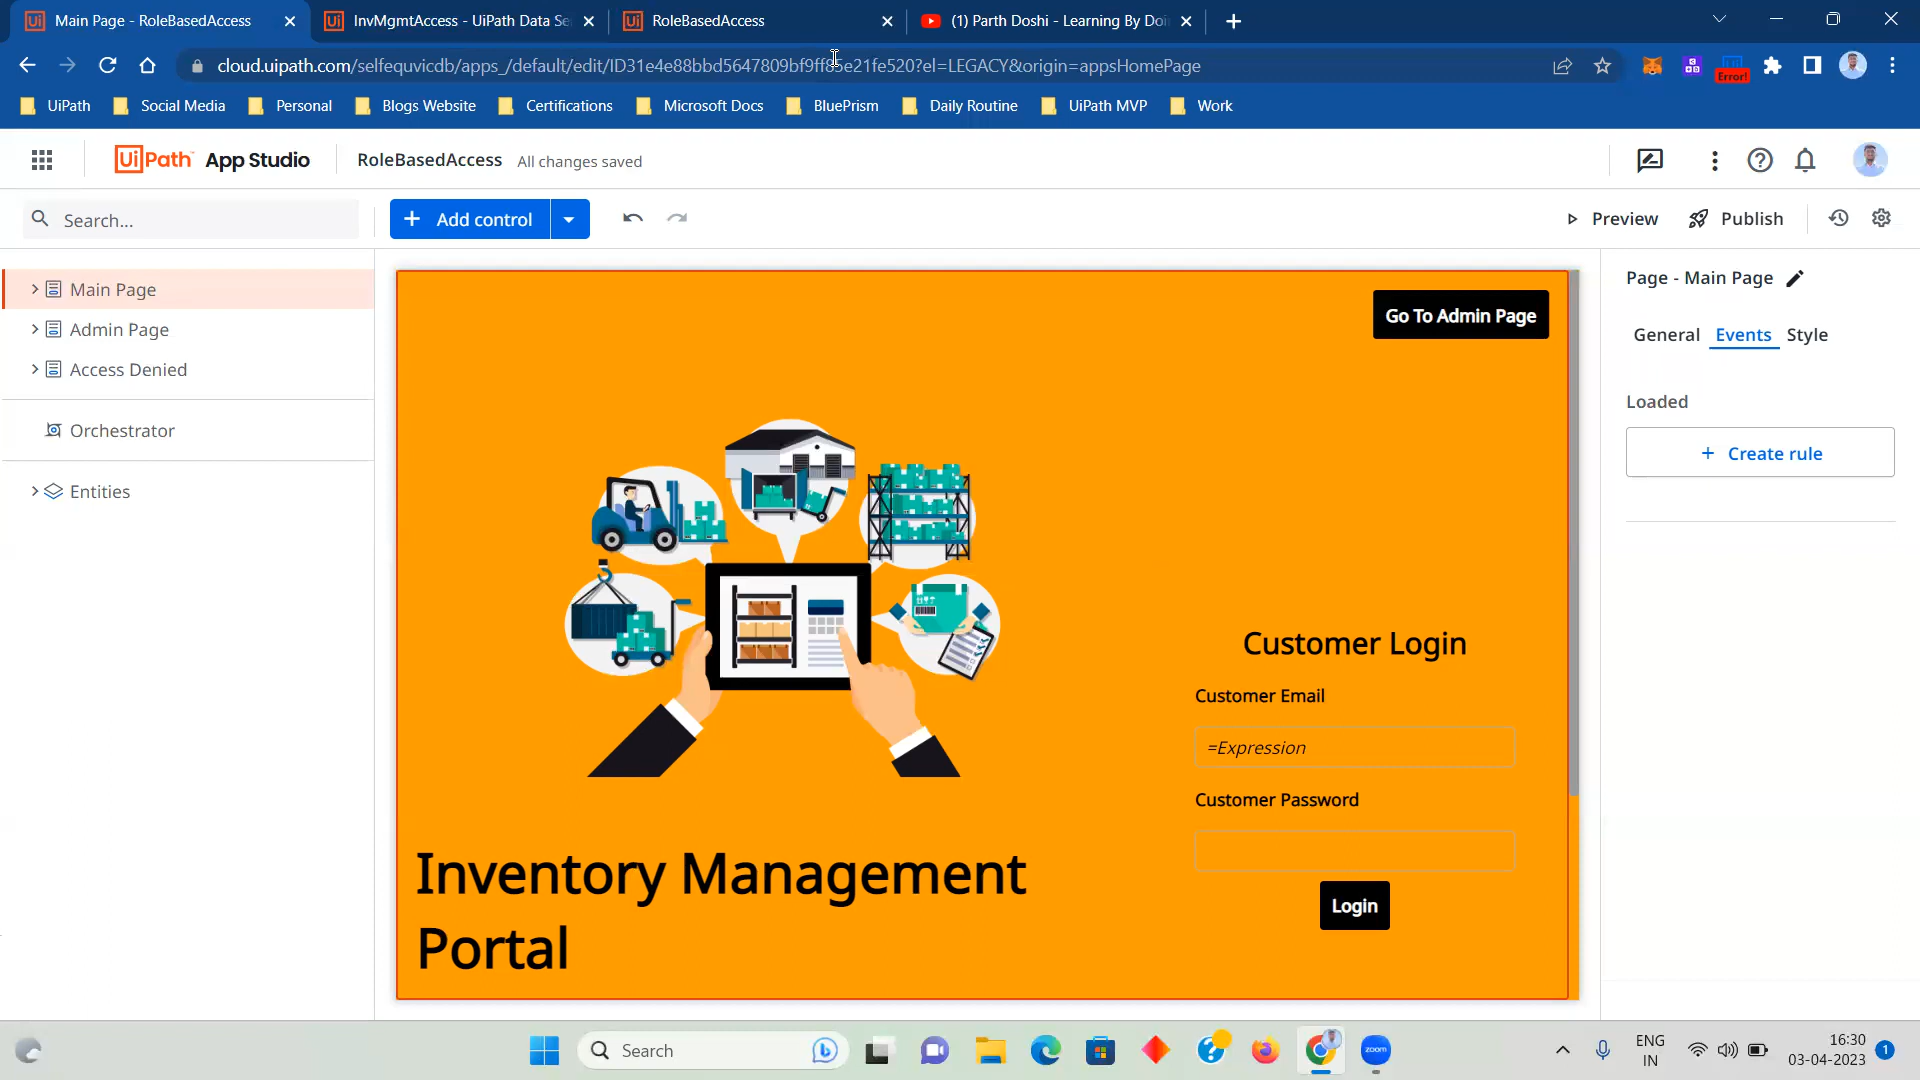 Main Page - RoleBasedAccess
InvMgmtAccess - UiPath Data Se
RoleBasedAccess
(1) Parth Doshi - Learning By Doi
cloud.uipath.com/selfequvicdb/apps_/default/edit/ID31e4e88bbd5647809bf9ff85e21fe520?el=LEGACY&origin=appsHomePage
Error!
UiPath
Social Media
Personal
Blogs Website
Certifications
Microsoft Docs
BluePrism
Daily Routine
UiPath MVP
Work
UiPath App Studio
RoleBasedAccess
All changes saved
Search...
Add control
Preview
Publish
Main Page
Admin Page
Access Denied
Orchestrator
Entities
Go To Admin Page
Customer Login
Customer Email
=Expression
Customer Password
Login
Inventory Management
Portal
Page - Main Page
General
Events
Style
Loaded
Create rule
Search
zoom
ENG
IN
16:30
03-04-2023
1